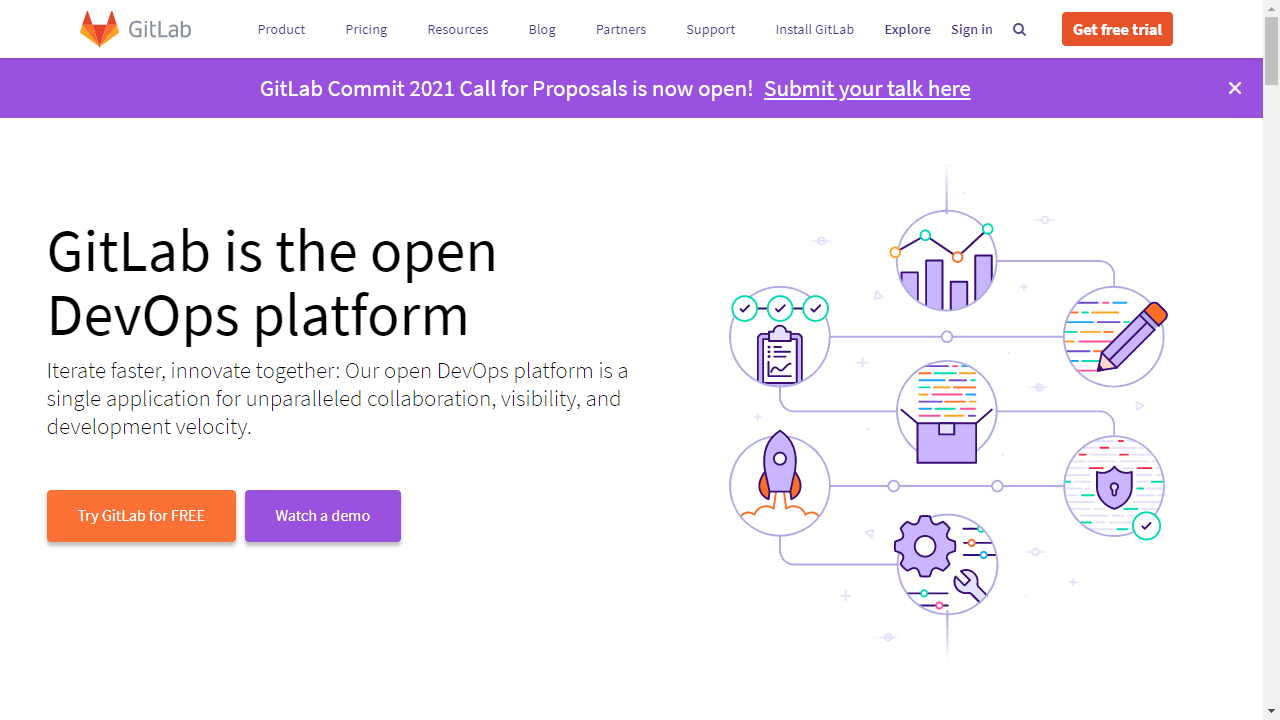 GitLab
Product
Pricing
Resources
Blog
Partners
Support
Install GitLab
Explore
Sign in
Get free trial
GitLab Commit 2021 Call for Proposals is now open! Submit your talk here
GitLab is the open
DevOps platform
Iterate faster, innovate together: Our open DevOps platform is a
single application for unparalleled collaboration, visibility, and
development velocity.
Try GitLab for FREE
Watch a demo